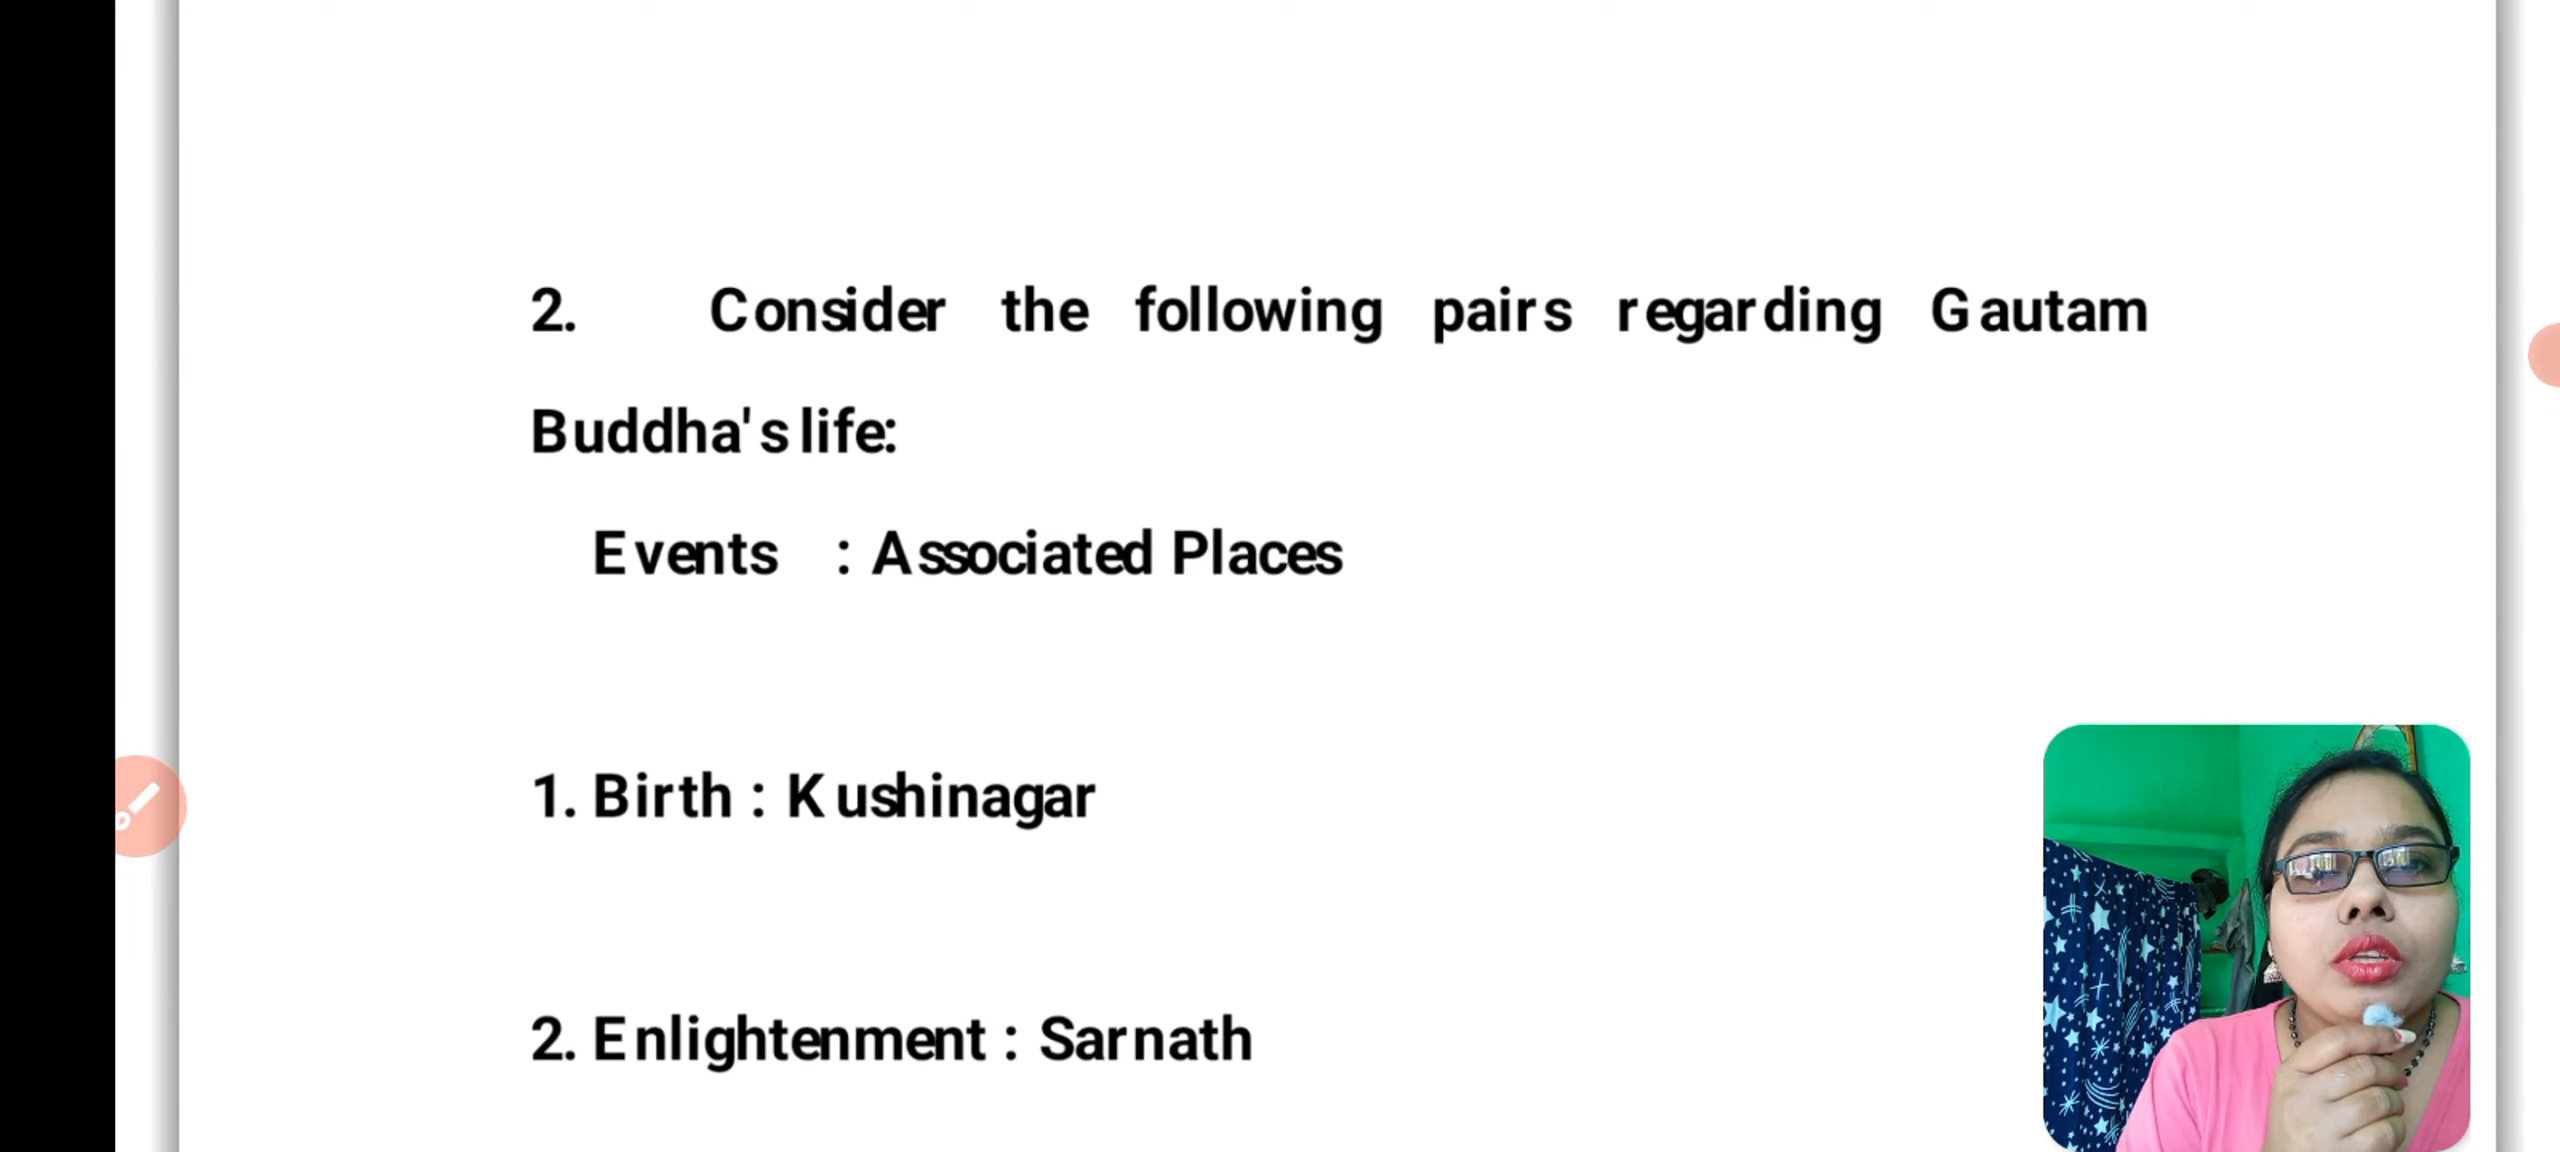 2. Consider the following pairs regarding Gautam
Buddha's life:
Events : Associated Places
1. Birth : Kushinagar
2. Enlightenment : Sarnath